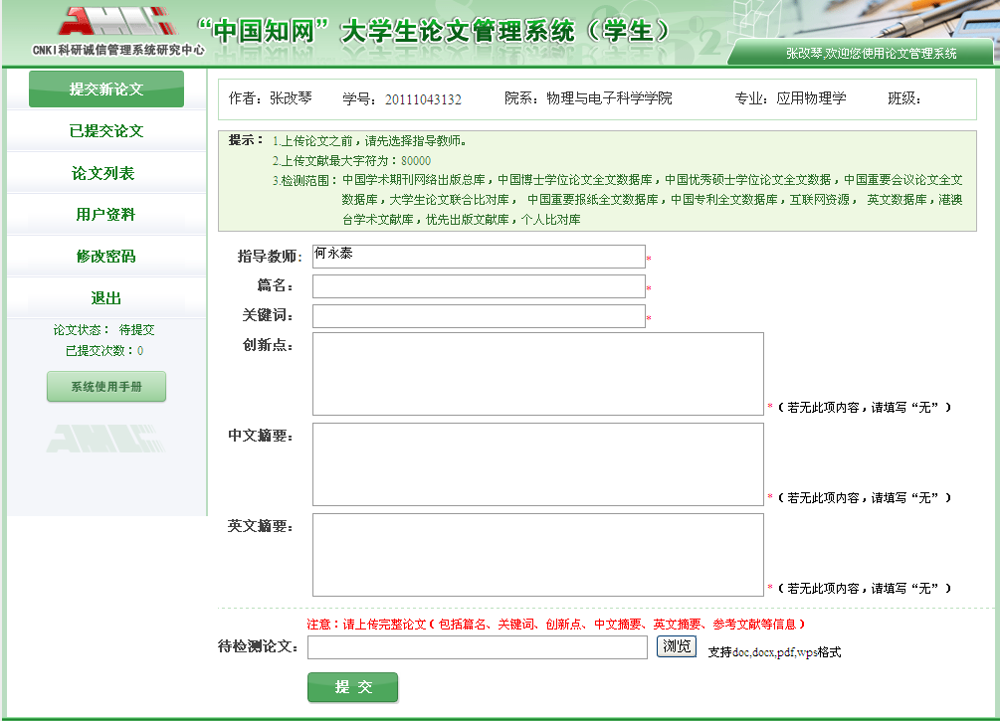 AMLC
CNKI科研诚信管理系统研究中心
“中国知网”大学生论文管理系统（学生）
张改琴,欢迎您使用论文管理系统
提交新论文
已提交论文
论文列表
用户资料
修改密码
退出
论文状态： 待提交
已提交次数：0
系统使用手册
AMLC
作者：张改琴 学号：20111043132 院系：物理与电子科学学院 专业：应用物理学 班级：
提示： 1.上传论文之前，请先选择指导教师。
2.上传文献最大字符为：80000
3.检测范围：中国学术期刊网络出版总库，中国博士学位论文全文数据库，中国优秀硕士学位论文全文数据，中国重要会议论文全文
数据库，大学生论文联合比对库， 中国重要报纸全文数据库，中国专利全文数据库，互联网资源， 英文数据库，港澳
台学术文献库，优先出版文献库，个人比对库
指导教师: 何永泰 *
篇名： *
关键词： *
创新点：
*（若无此项内容，请填写“无”）
中文摘要：
*（若无此项内容，请填写“无”）
英文摘要：
*（若无此项内容，请填写“无”）
注意：请上传完整论文（包括篇名、关键词、创新点、中文摘要、英文摘要、参考文献等信息）
待检测论文： 浏览 支持doc,docx,pdf,wps格式
提 交